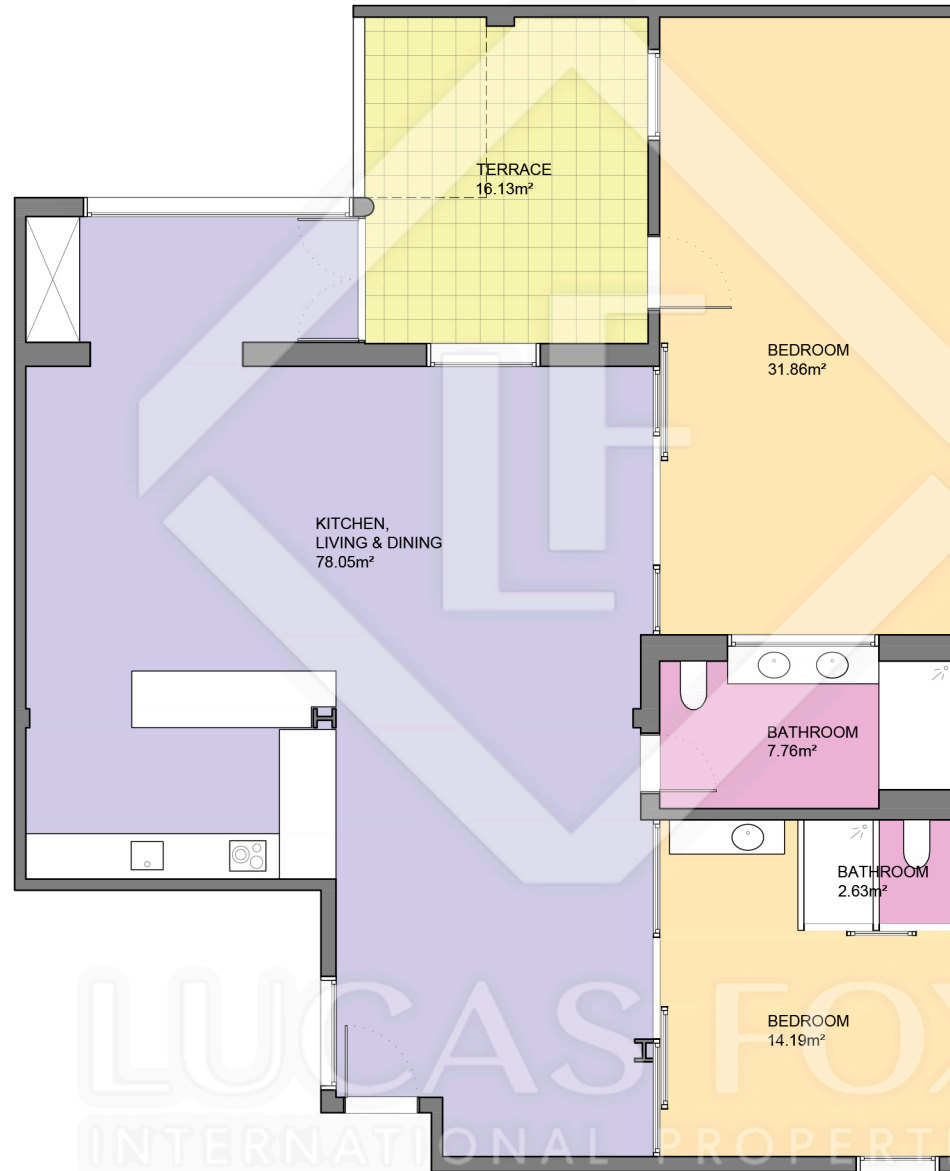 TERRACE
16.13m²
BEDROOM
31.86m²
KITCHEN,
LIVING & DINING
78.05m²
BATHROOM
7.76m²
BATHROOM
2.63m²
BEDROOM
14.19m²
LF
LUCAS FOX
INTERNATIONAL PROPERT